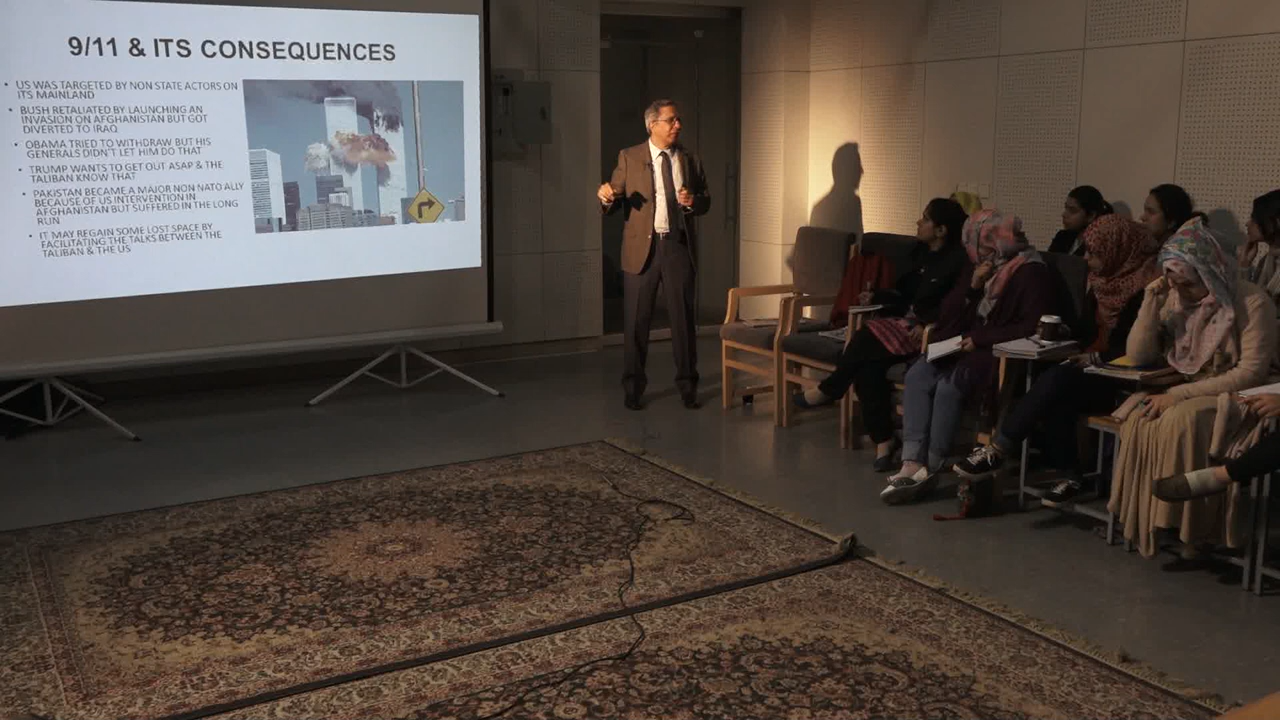 9/11 & ITS CONSEQUENCES
• US WAS TARGETED BY NON STATE ACTORS ON
ITS MAINLAND
• BUSH RETALIATED BY LAUNCHING AN
INVASION ON AFGHANISTAN BUT GOT
DIVERTED TO IRAQ
• OBAMA TRIED TO WITHDRAW BUT HIS
GENERALS DIDN'T LET HIM DO THAT
• TRUMP WANTS TO GET OUT ASAP & THE
TALIBAN KNOW THAT
• PAKISTAN BECAME A MAJOR NON NATO ALLY
BECAUSE OF US INTERVENTION IN
AFGHANISTAN BUT SUFFERED IN THE LONG
RUN
• IT MAY REGAIN SOME LOST SPACE BY
FACILITATING THE TALKS BETWEEN THE
TALIBAN & THE US